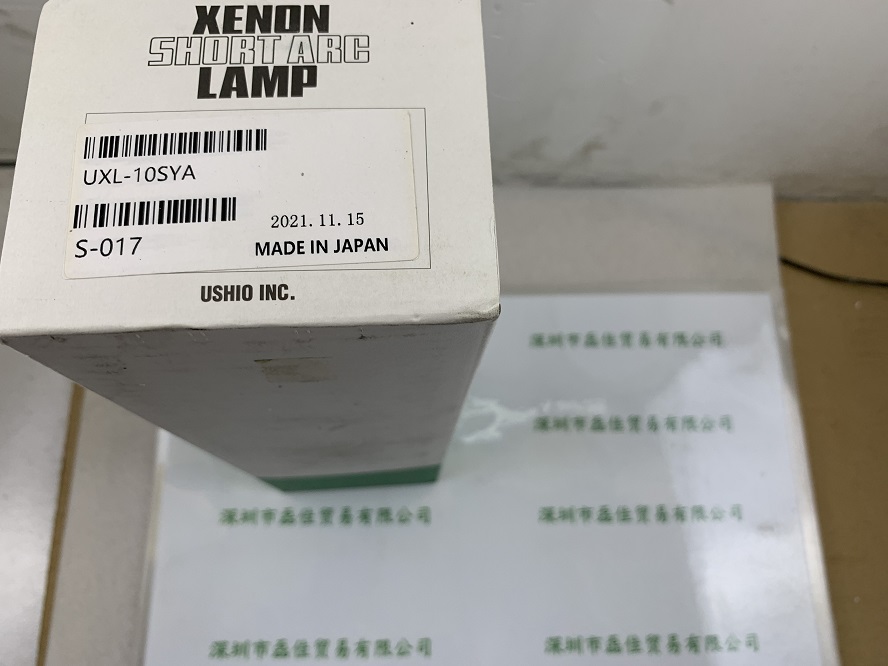 XENON
SHORT ARC
LAMP
UXL-10SYA
S-017
2021.11.15
MADE IN JAPAN
USHIO INC.
深圳市磊佳贸易有限公司
深圳市磊佳贸易有限公司
深圳市磊佳贸易有限公司
深圳市磊佳贸易有限公司
深圳市磊佳贸易有限公司
深圳市磊佳贸易有限公司